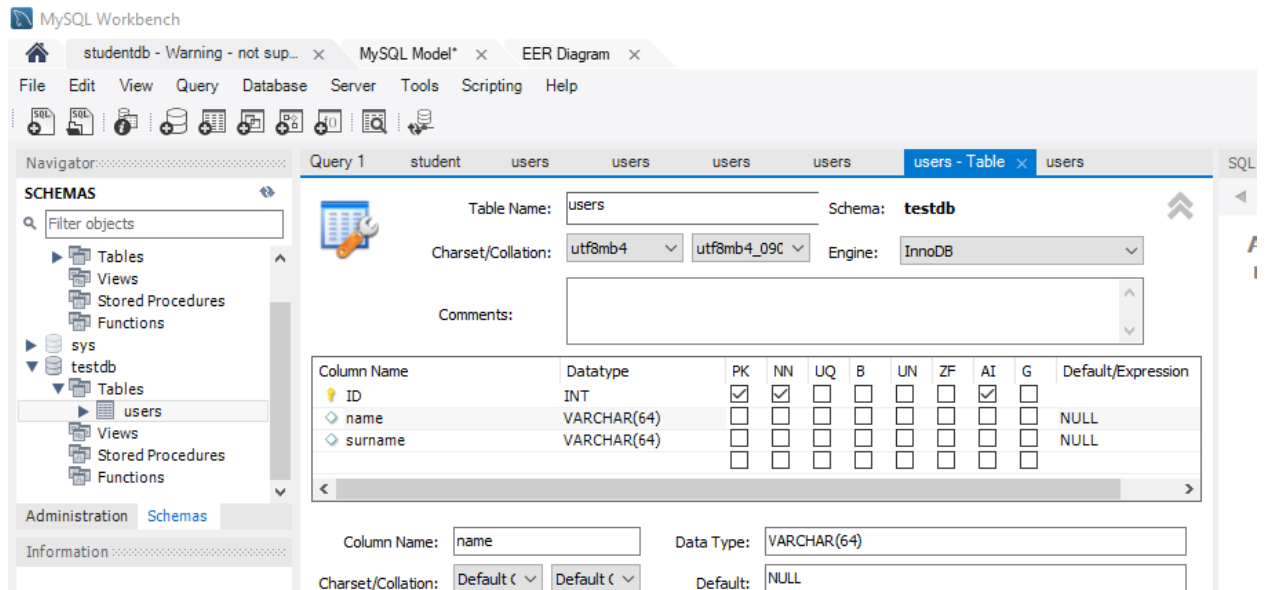 MySQL Workbench
studentdb - Warning - not sup... × MySQL Model* × EER Diagram ×
File Edit View Query Database Server Tools Scripting Help
SQL SQL
Navigator Query 1 student users users users users users - Table × users SQL
SCHEMAS
Filter objects
Tables
Views
Stored Procedures
Functions
sys
testdb
Tables
users
Views
Stored Procedures
Functions
Administration Schemas
Information
Table Name: users Schema: testdb
Charset/Collation: utf8mb4 utf8mb4_090 Engine: InnoDB
Comments:
Column Name Datatype PK NN UQ B UN ZF AI G Default/Expression
ID INT
name VARCHAR(64) NULL
surname VARCHAR(64) NULL
Column Name: name Data Type: VARCHAR(64)
Charset/Collation: Default Default Default: NULL